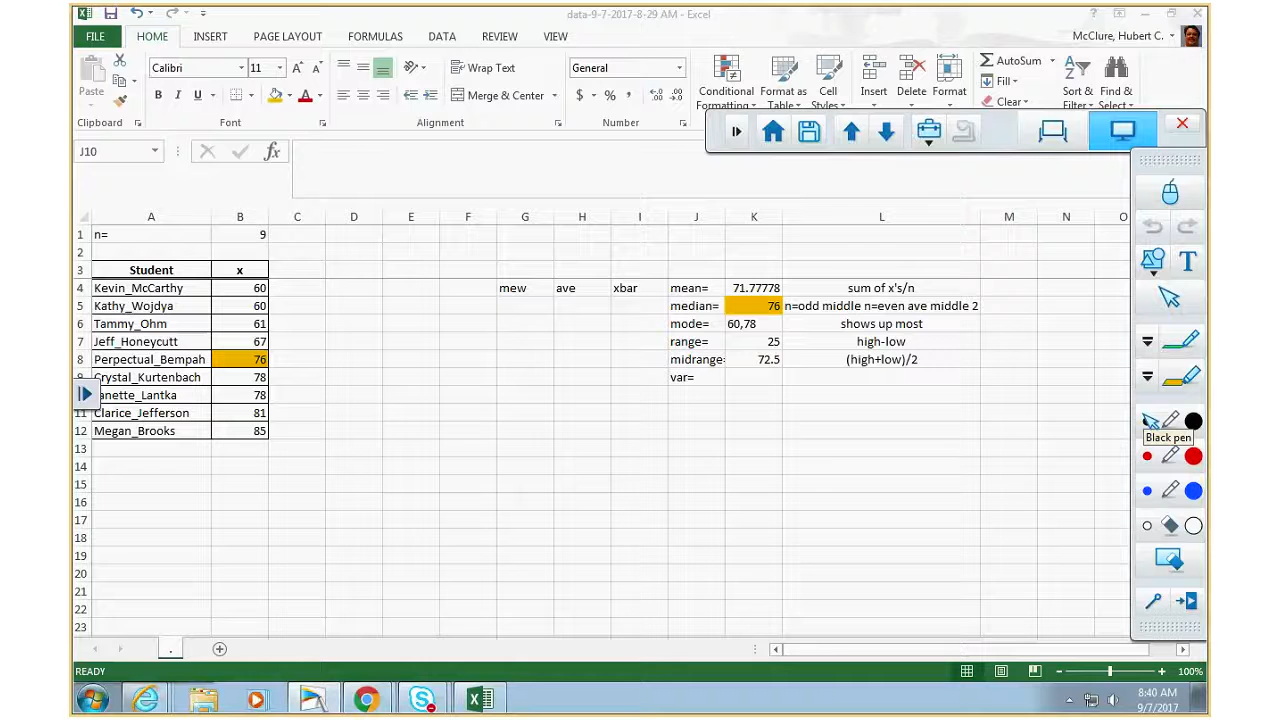 data-9-7-2017-8-29 AM - Excel
FILE HOME INSERT PAGE LAYOUT FORMULAS DATA REVIEW VIEW McClure, Hubert C.
Calibri 11 Wrap Text General AutoSum
Fill
Paste B I U Merge & Center $ % , Conditional Formatting Format as Table Cell Styles Insert Delete Format Clear Sort & Filter Find & Select
Clipboard Font Alignment Number
J10 fx
A B C D E F G H I J K L M N O
1 n= 9
2
3 Student x
4 Kevin_McCarthy 60 mew ave xbar mean= 71.77778 sum of x's/n
5 Kathy_Wojdya 60 median= 76 n=odd middle n=even ave middle 2
6 Tammy_Ohm 61 mode= 60,78 shows up most
7 Jeff_Honeycutt 67 range= 25 high-low
8 Perpectual_Bempah 76 midrange= 72.5 (high+low)/2
9 Crystal_Kurtenbach 78 var=
anette_Lantka 78
11 Clarice_Jefferson 81
12 Megan_Brooks 85
Black pen
13
14
15
16
17
18
19
20
21
22
23
.
READY 100%
8:40 AM
9/7/2017